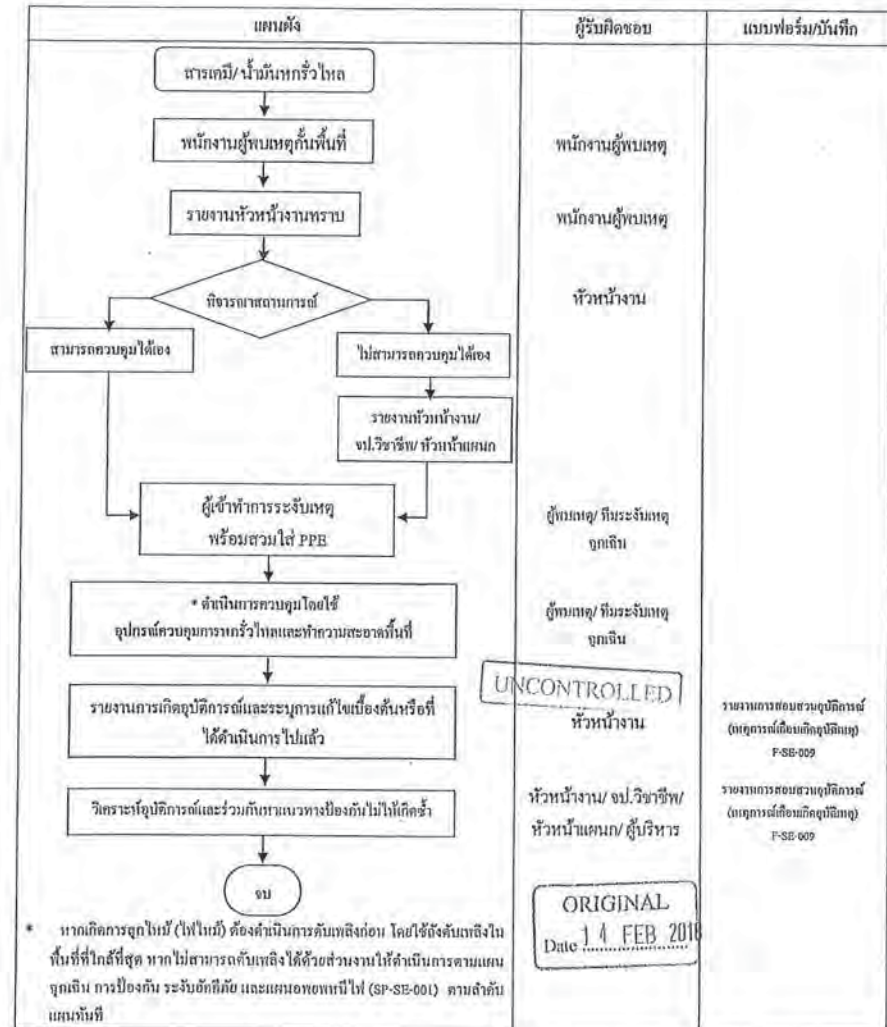 แผนผัง
ผู้รับผิดชอบ
แบบฟอร์ม/บันทึก
สารเคมี/ น้ำมันหกรั่วไหล
พนักงานผู้พบเหตุกั้นพื้นที่
พนักงานผู้พบเหตุ
รายงานหัวหน้างานทราบ
พนักงานผู้พบเหตุ
พิจารณาสถานการณ์
หัวหน้างาน
สามารถควบคุมได้เอง
ไม่สามารถควบคุมได้เอง
รายงานหัวหน้างาน/
จป.วิชาชีพ/ หัวหน้าแผนก
ผู้เข้าทำการระงับเหตุ
พร้อมสวมใส่ PPE
ผู้พบเหตุ/ ทีมระงับเหตุ
ฉุกเฉิน
* ดำเนินการควบคุมโดยใช้
อุปกรณ์ควบคุมการหกรั่วไหลและทำความสะอาดพื้นที่
ผู้พบเหตุ/ ทีมระงับเหตุ
ฉุกเฉิน
UNCONTROLLED
รายงานการเกิดอุบัติการณ์และระบุการแก้ไขเบื้องต้นหรือที่
ได้ดำเนินการไปแล้ว
หัวหน้างาน
รายงานการสอบสวนอุบัติการณ์
(เหตุการณ์เกือบเกิดอุบัติเหตุ)
F-SE-009
วิเคราะห์อุบัติการณ์และร่วมกันหาแนวทางป้องกันไม่ให้เกิดซ้ำ
หัวหน้างาน/ จป.วิชาชีพ/
หัวหน้าแผนก/ ผู้บริหาร
รายงานการสอบสวนอุบัติการณ์
(เหตุการณ์เกือบเกิดอุบัติเหตุ)
F-SE-009
จบ
ORIGINAL
Date 14 FEB 2018
* หากเกิดการลุกไหม้ (ไฟไหม้) ต้องดำเนินการดับเพลิงก่อน โดยใช้ถังดับเพลิงใน
พื้นที่ที่ใกล้ที่สุด หากไม่สามารถดับเพลิงได้ด้วยส่วนงานให้ดำเนินการตามแผน
ฉุกเฉิน การป้องกัน ระงับอัคคีภัย และแผนอพยพหนีไฟ (SP-SE-001) ตามลำดับ
แผนทันที